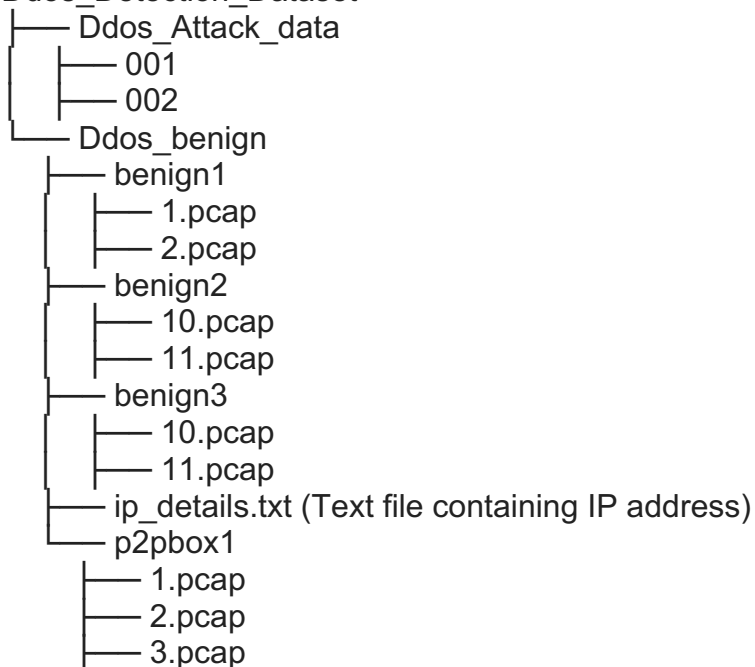 Ddos_Attack_data
001
002
Ddos_benign
benign1
1.pcap
2.pcap
benign2
10.pcap
11.pcap
benign3
10.pcap
11.pcap
ip_details.txt (Text file containing IP address)
p2pbox1
1.pcap
2.pcap
3.pcap